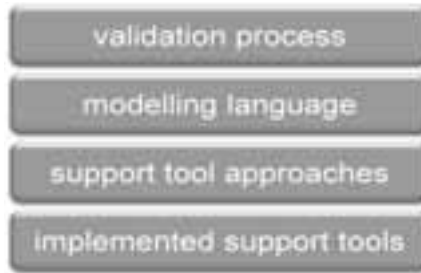 validation process
modelling language
support tool approaches
implemented support tools